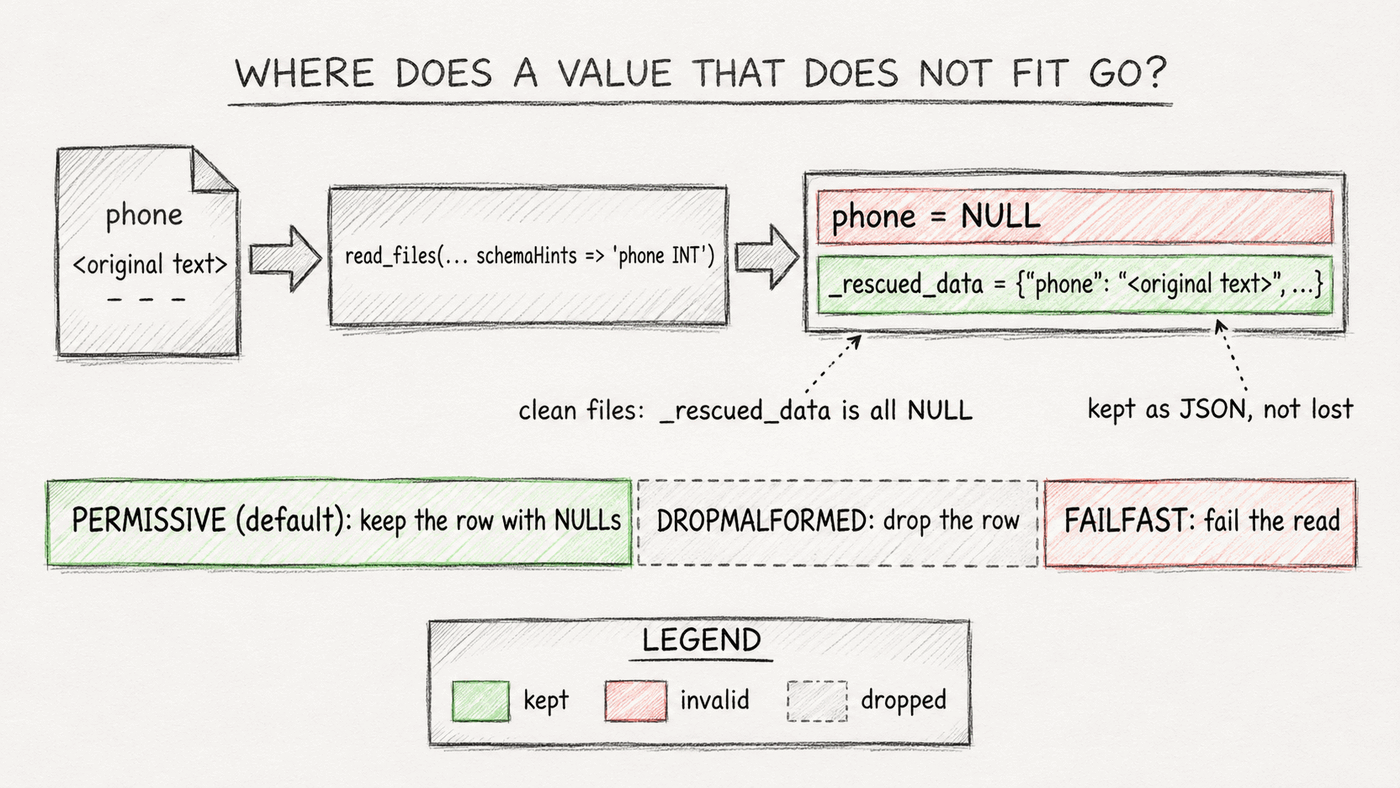 WHERE DOES A VALUE THAT DOES NOT FIT GO?
phone
<original text>
– – –
read_files(... schemaHints => 'phone INT')
phone = NULL
_rescued_data = {“phone”: “<original text>”, ...}
clean files: _rescued_data is all NULL
kept as JSON, not lost
PERMISSIVE (default): keep the row with NULLs
DROPMALFORMED: drop the row
FAILFAST: fail the read
LEGEND
kept
invalid
dropped